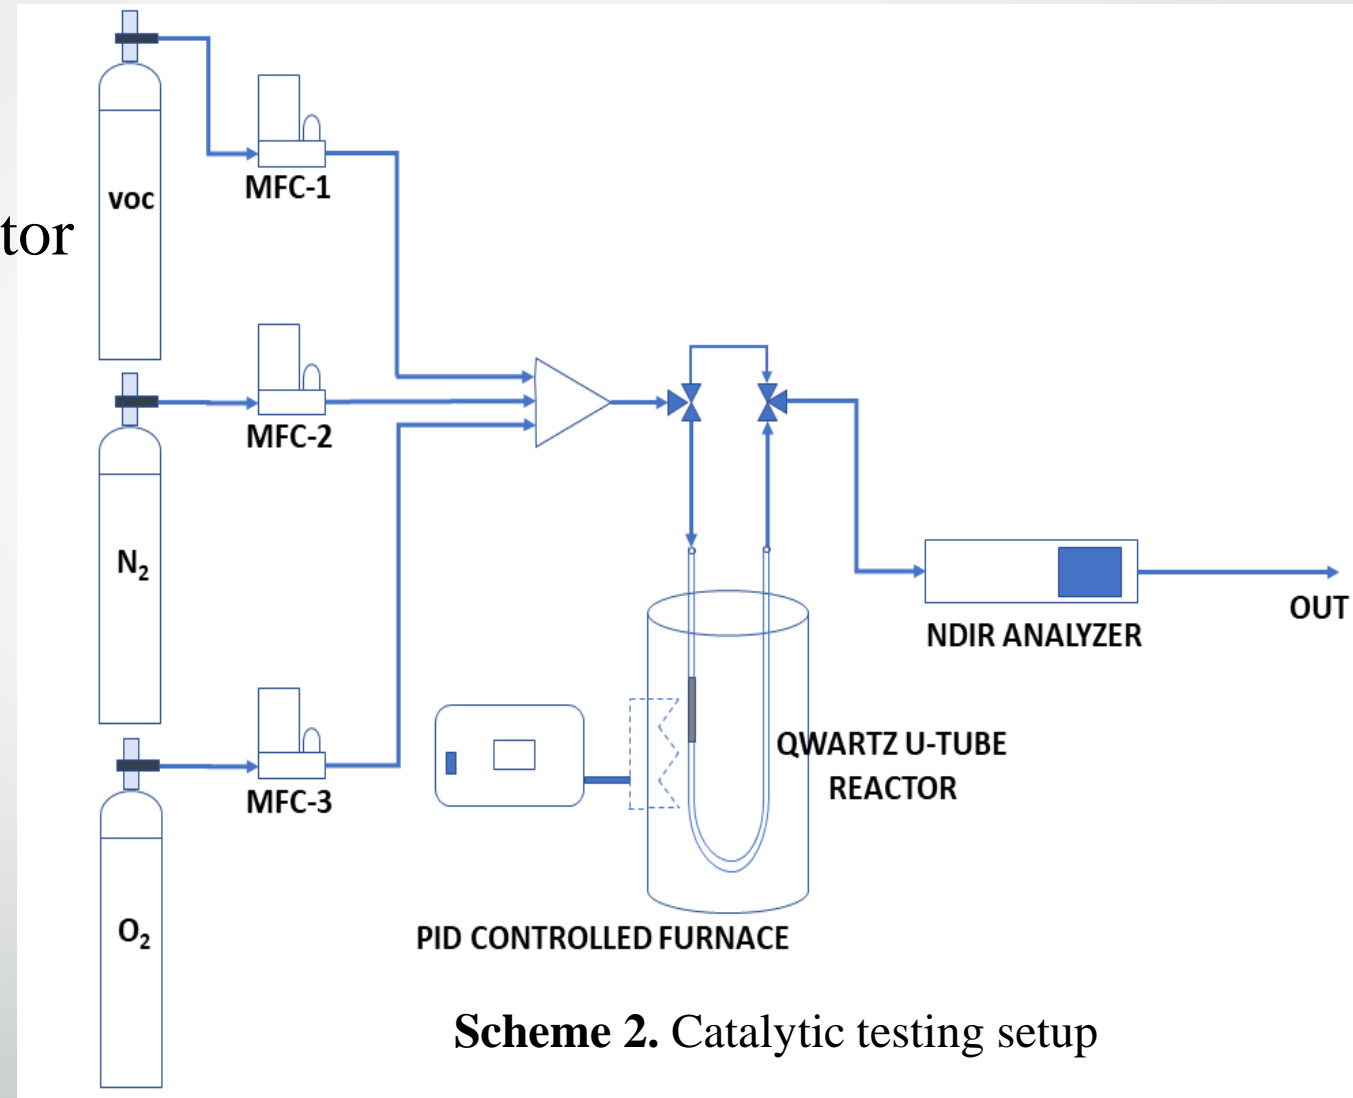 VOC
MFC-1
tor
MFC-2
N₂
MFC-3
O₂
NDIR ANALYZER
OUT
QWARTZ U-TUBE
REACTOR
PID CONTROLLED FURNACE
Scheme 2. Catalytic testing setup